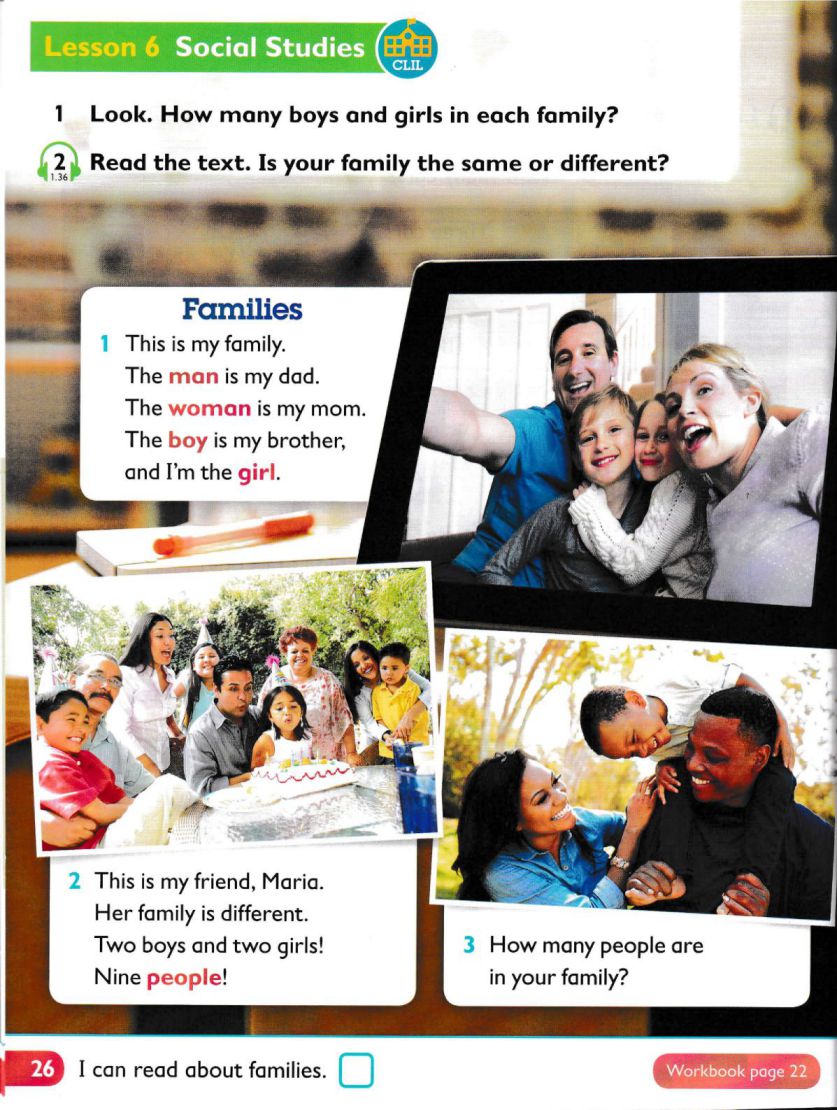 Lesson 6 Social Studies
CLIL
1 Look. How many boys and girls in each family?
2 Read the text. Is your family the same or different?
1.36
Families
1 This is my family.
The man is my dad.
The woman is my mom.
The boy is my brother,
and I'm the girl.
2 This is my friend, Maria.
Her family is different.
Two boys and two girls!
Nine people!
3 How many people are
in your family?
26 I can read about families.
Workbook page 22